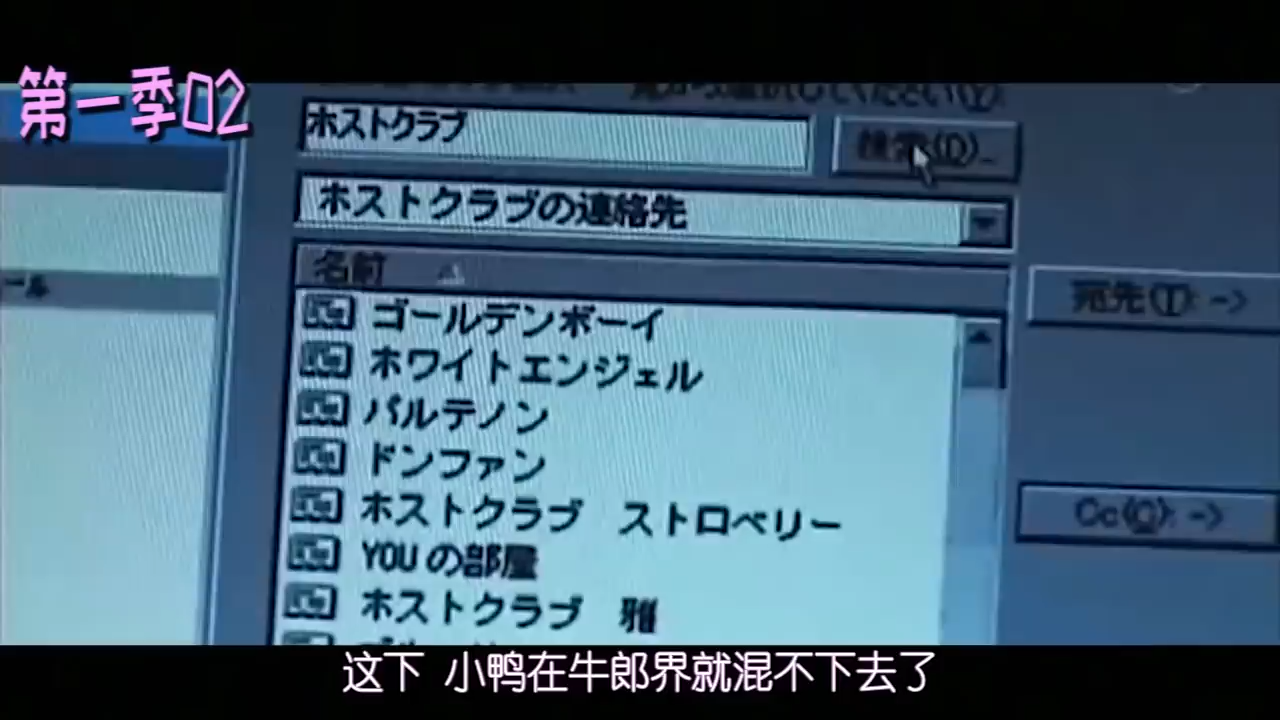 第一季02
ホストクラブ
検索(D)...
ホストクラブの連絡先
名前
ール
宛先(T): ->
ゴールデンボーイ
ホワイトエンジェル
パルテノン
ドンファン
Cc(C): ->
ホストクラブ ストロベリー
YOUの部屋
ホストクラブ 雅
这下 小鸭在牛郎界就混不下去了